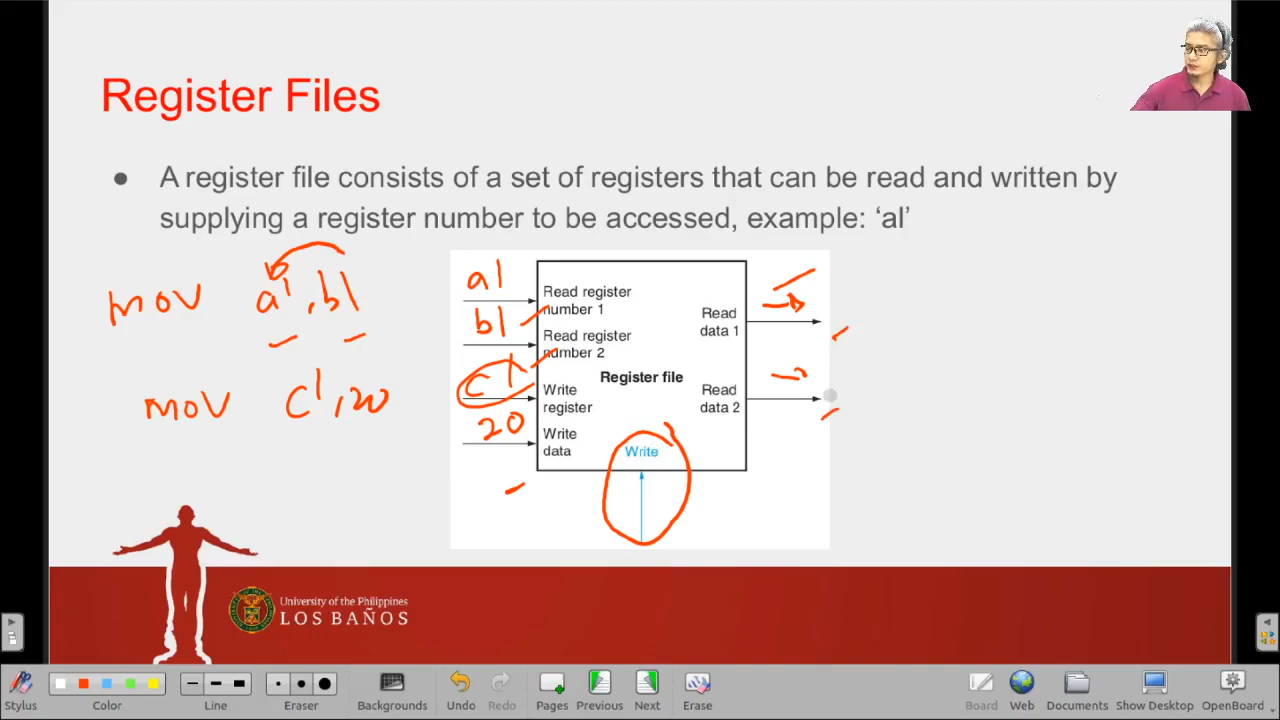 Register Files
● A register file consists of a set of registers that can be read and written by
supplying a register number to be accessed, example: ‘al’
mov al, bl
mov cl, 20
al
bl
cl
20
Read register
number 1
Read register
number 2
Write
register
Write
data
Register file
Write
Read
data 1
Read
data 2
University of the Philippines
LOS BAÑOS
Stylus
Color
Line
Eraser
Backgrounds
Undo
Redo
Pages
Previous
Next
Erase
Board
Web
Documents
Show Desktop
OpenBoard